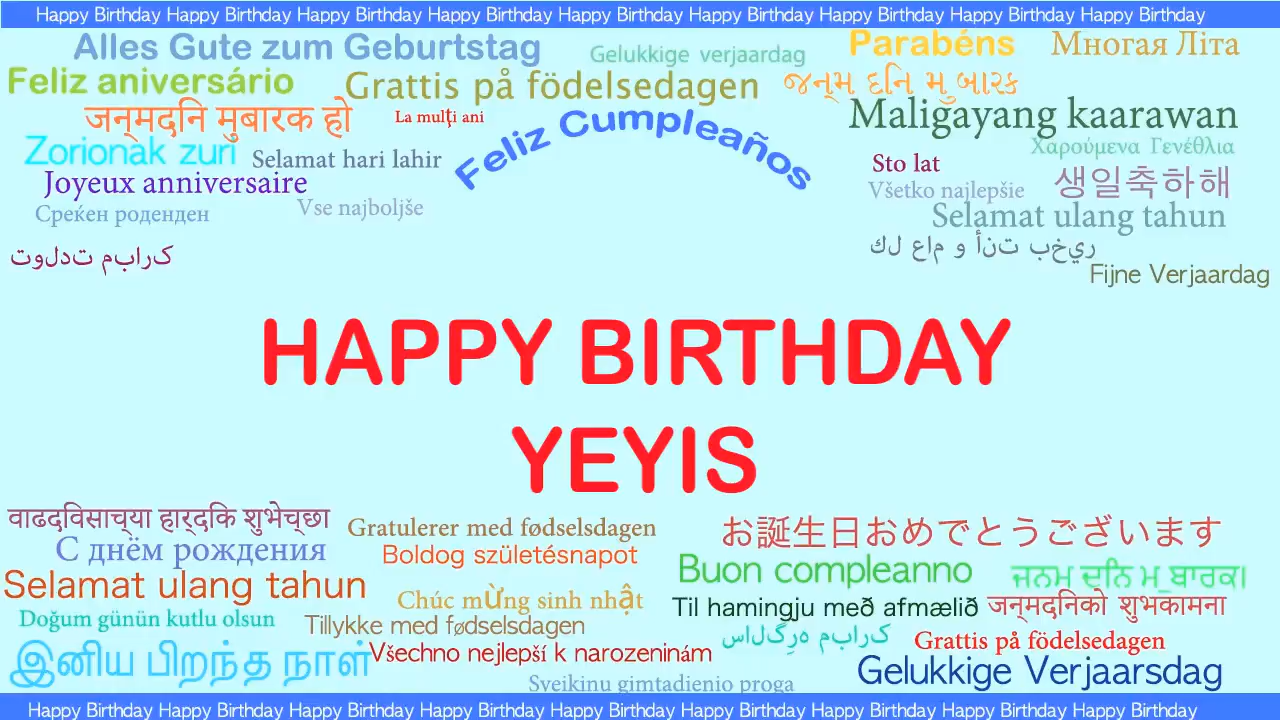 Happy Birthday Happy Birthday Happy Birthday Happy Birthday Happy Birthday Happy Birthday Happy Birthday Happy Birthday Happy Birthday
Alles Gute zum Geburtstag
Gelukkige verjaardag
Parabéns
Многая Літа
Feliz aniversário
Grattis på födelsedagen
જન્મ દિન મુબારક
जन्मदिन मुबारक हो
La mulţi ani
Feliz Cumpleaños
Maligayang kaarawan
Zorionak zuri
Selamat hari lahir
Sto lat
Χαρούμενα Γενέθλια
Joyeux anniversaire
Všetko najlepšie
생일축하해
Среќен роденден
Vse najboljše
Selamat ulang tahun
تولدت مبارک
كل عام و أنت بخير
Fijne Verjaardag
HAPPY BIRTHDAY
YEYIS
वाढदिवसाच्या हार्दिक शुभेच्छा
Gratulerer med fødselsdagen
お誕生日おめでとうございます
С днём рождения
Boldog születésnapot
Buon compleanno
ਜਨਮ ਦਿਨ ਮੁਬਾਰਕ।
Selamat ulang tahun
Chúc mừng sinh nhật
Til hamingju með afmælið
जन्मदिनको शुभकामना
Doğum günün kutlu olsun
Tillykke med fødselsdagen
سالگرہ مبارک
Grattis på födelsedagen
இனிய பிறந்த நாள்
Všechno nejlepší k narozeninám
Gelukkige Verjaarsdag
Sveikinu gimtadienio proga
Happy Birthday Happy Birthday Happy Birthday Happy Birthday Happy Birthday Happy Birthday Happy Birthday Happy Birthday Happy Birthday